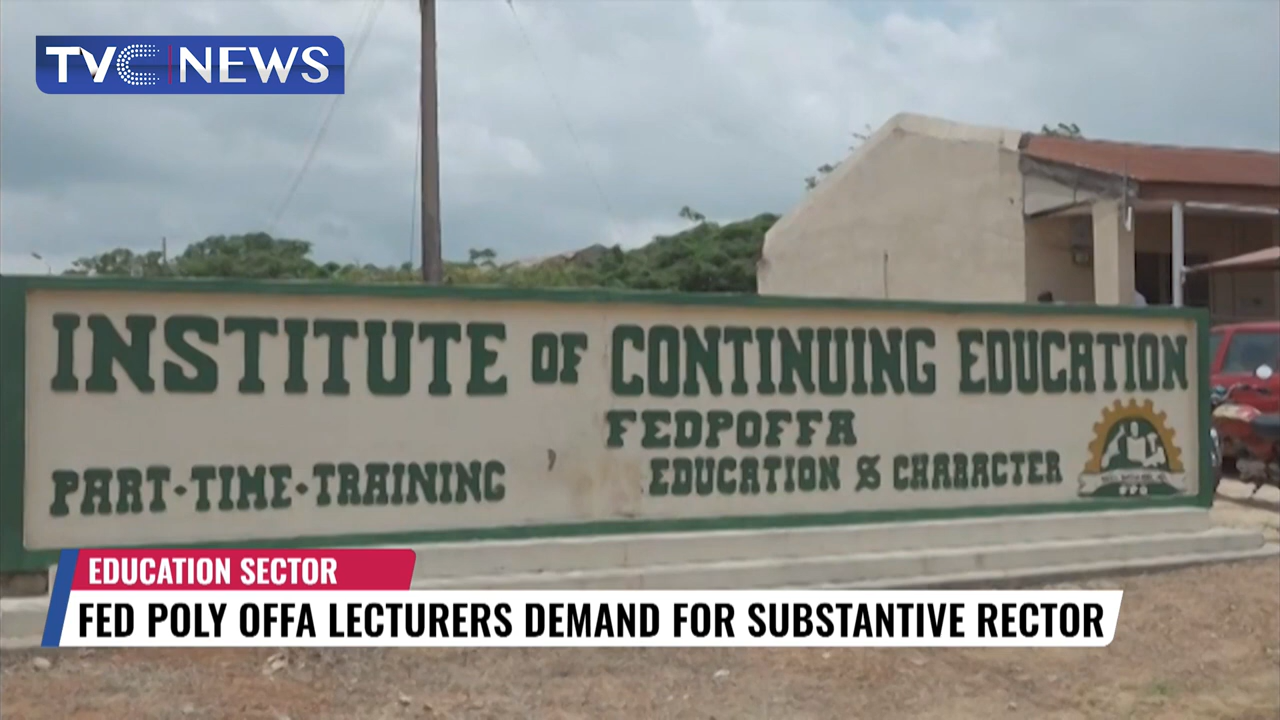 TVC NEWS
INSTITUTE OF CONTINUING EDUCATION
FEDPOFFA
PART-TIME-TRAINING EDUCATION & CHARACTER
EDUCATION SECTOR
FED POLY OFFA LECTURERS DEMAND FOR SUBSTANTIVE RECTOR